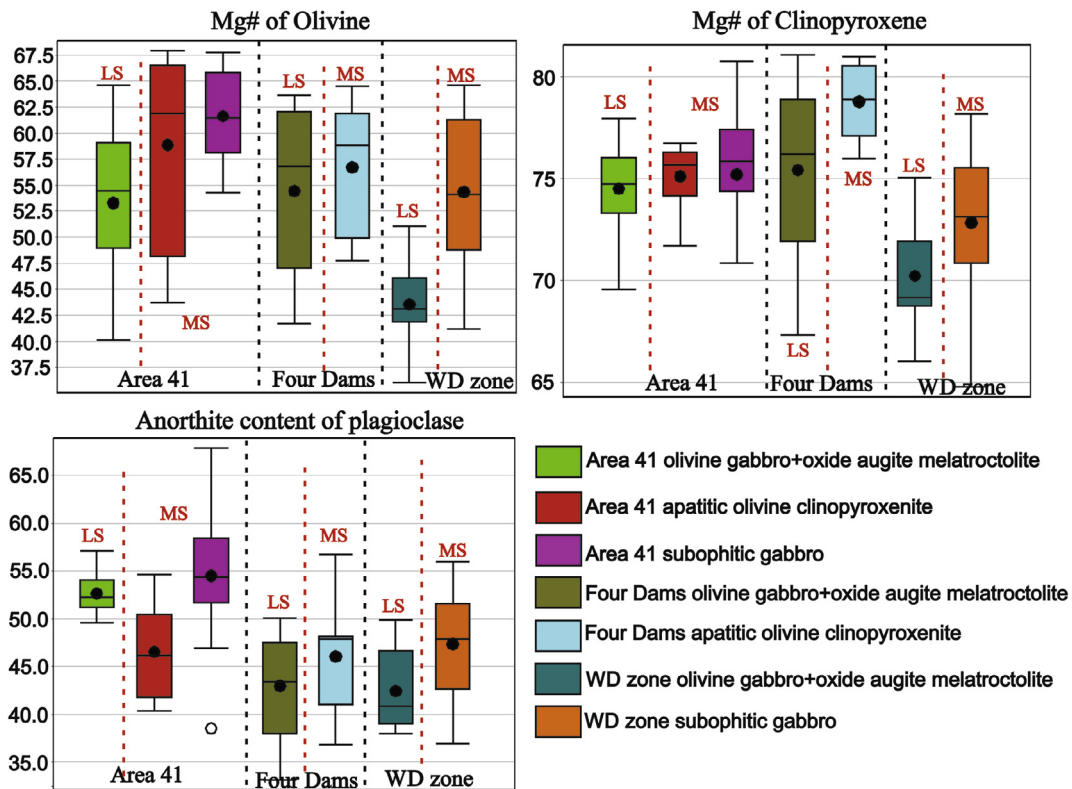 Mg# of Olivine
67.5
65.0
62.5
60.0
57.5
55.0
52.5
50.0
47.5
45.0
42.5
40.0
37.5
LS
MS
LS
MS
LS
MS
Area 41
Four Dams
WD zone
Mg# of Clinopyroxene
80
75
70
65
LS
MS
LS
MS
LS
MS
Area 41
Four Dams
WD zone
Anorthite content of plagioclase
65.0
60.0
55.0
50.0
45.0
40.0
35.0
LS
MS
LS
MS
LS
MS
Area 41
Four Dams
WD zone
Area 41 olivine gabbro+oxide augite melatroctolite
Area 41 apatitic olivine clinopyroxenite
Area 41 subophitic gabbro
Four Dams olivine gabbro+oxide augite melatroctolite
Four Dams apatitic olivine clinopyroxenite
WD zone olivine gabbro+oxide augite melatroctolite
WD zone subophitic gabbro